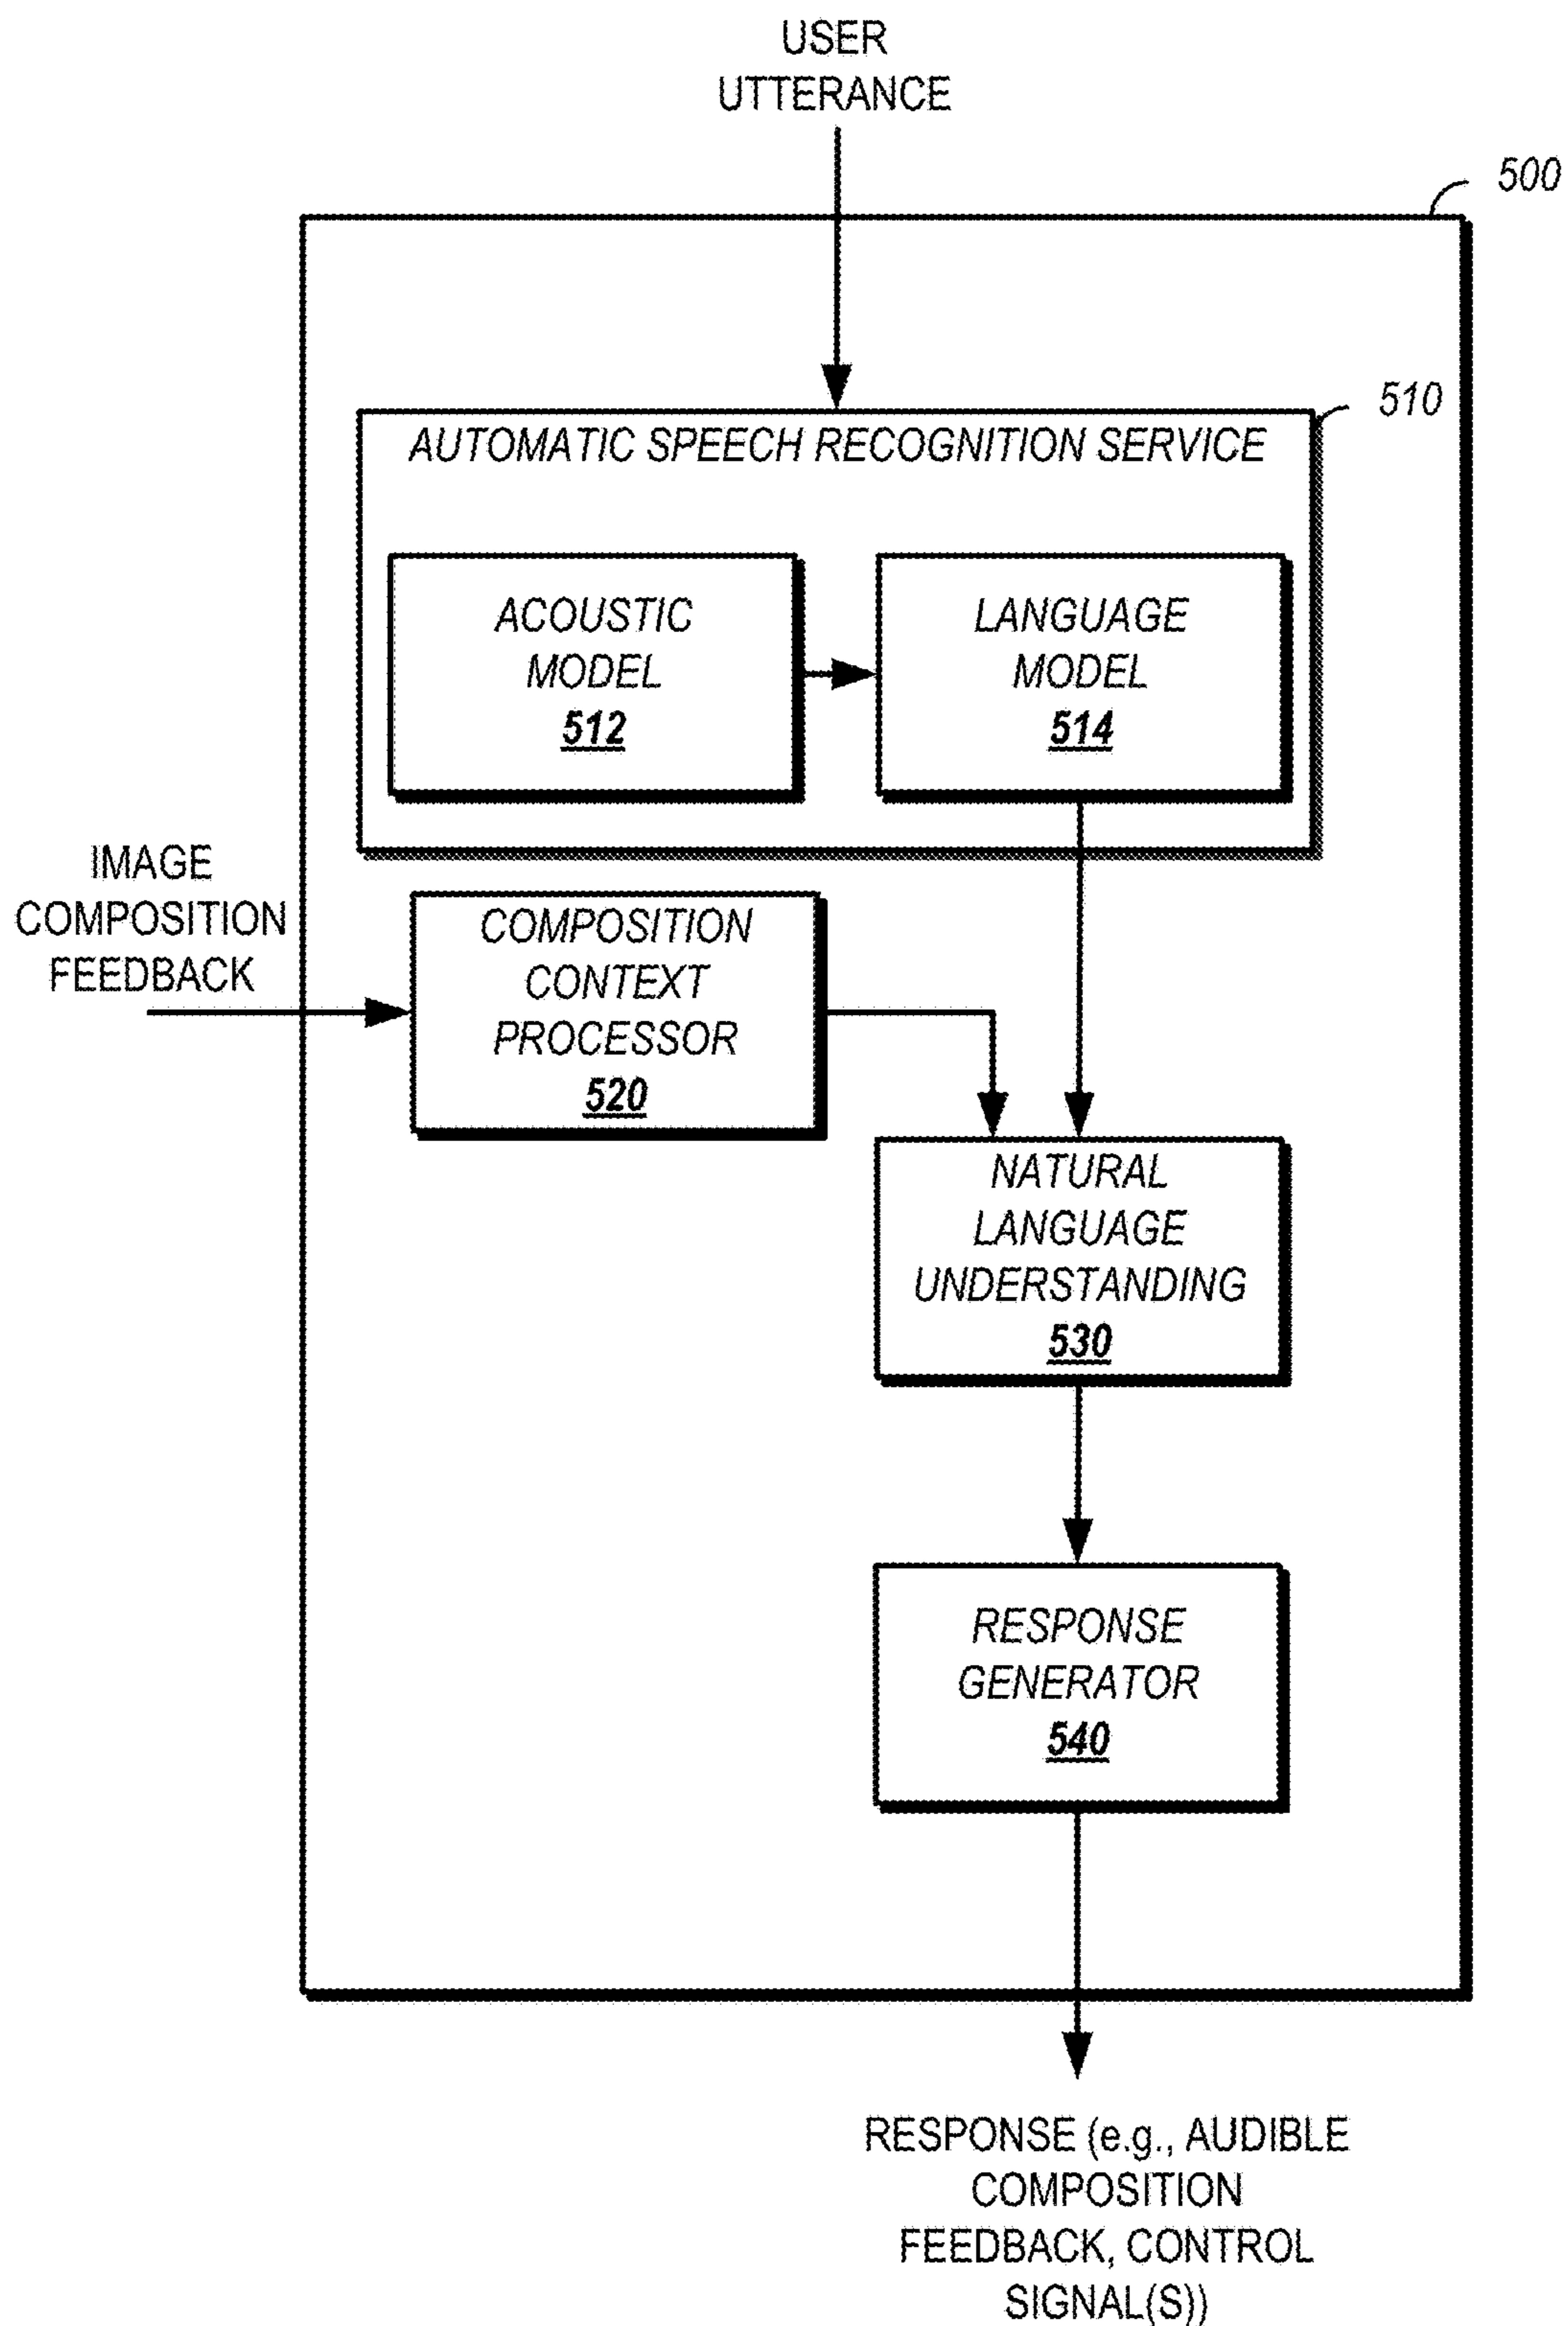 USER
UTTERANCE
500
510
AUTOMATIC SPEECH RECOGNITION SERVICE
ACOUSTIC
MODEL
512
LANGUAGE
MODEL
514
IMAGE
COMPOSITION
FEEDBACK
COMPOSITION
CONTEXT
PROCESSOR
520
NATURAL
LANGUAGE
UNDERSTANDING
530
RESPONSE
GENERATOR
540
RESPONSE (e.g., AUDIBLE
COMPOSITION
FEEDBACK, CONTROL
SIGNAL(S))